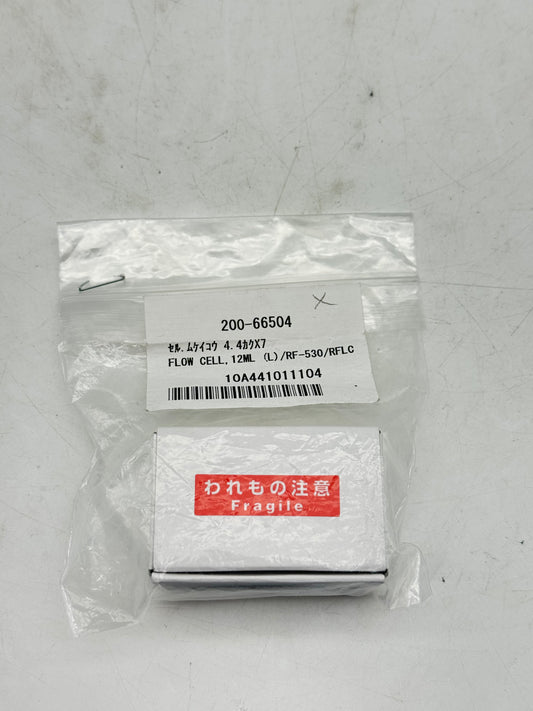 200-66504
ｾﾙ.ﾑｹｲｺｳ 4.4ｶｸX7
FLOW CELL,12ML (L)/RF-530/RFLC
10A441011104
われもの注意
Fragile